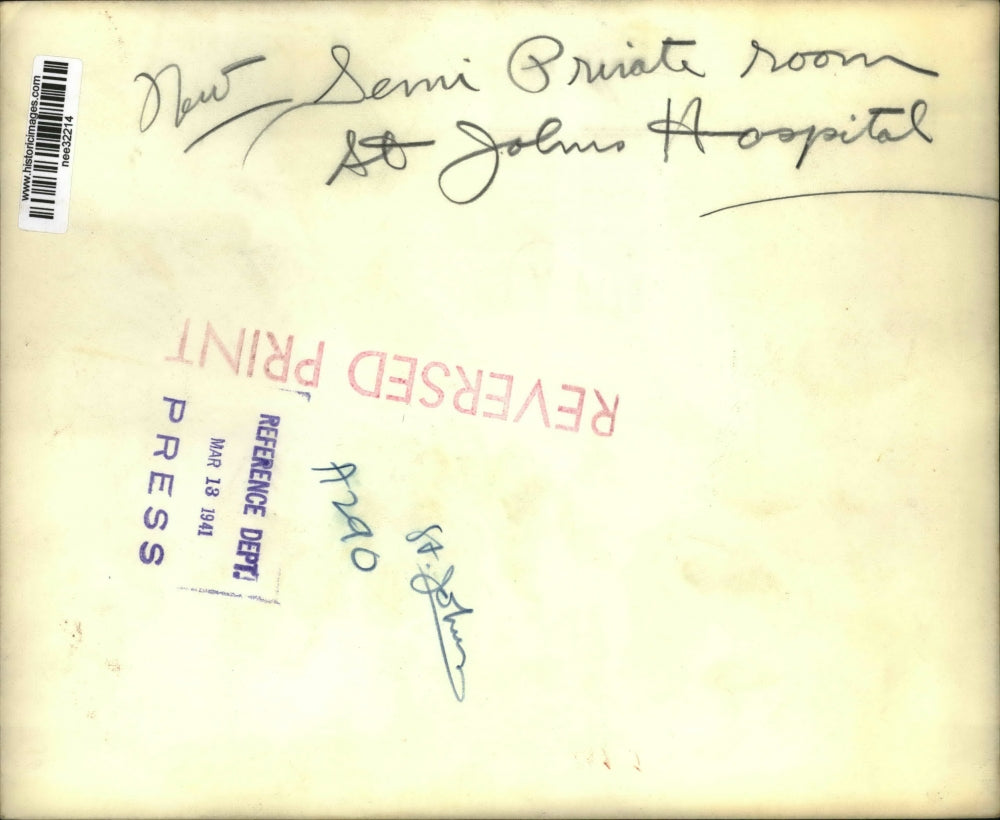 New Semi Private room
St Johns Hospital
www.historicimages.com
nee32214
REVERSED PRINT
REFERENCE DEPT.
MAR 18 1941
PRESS
A290
St. Johns